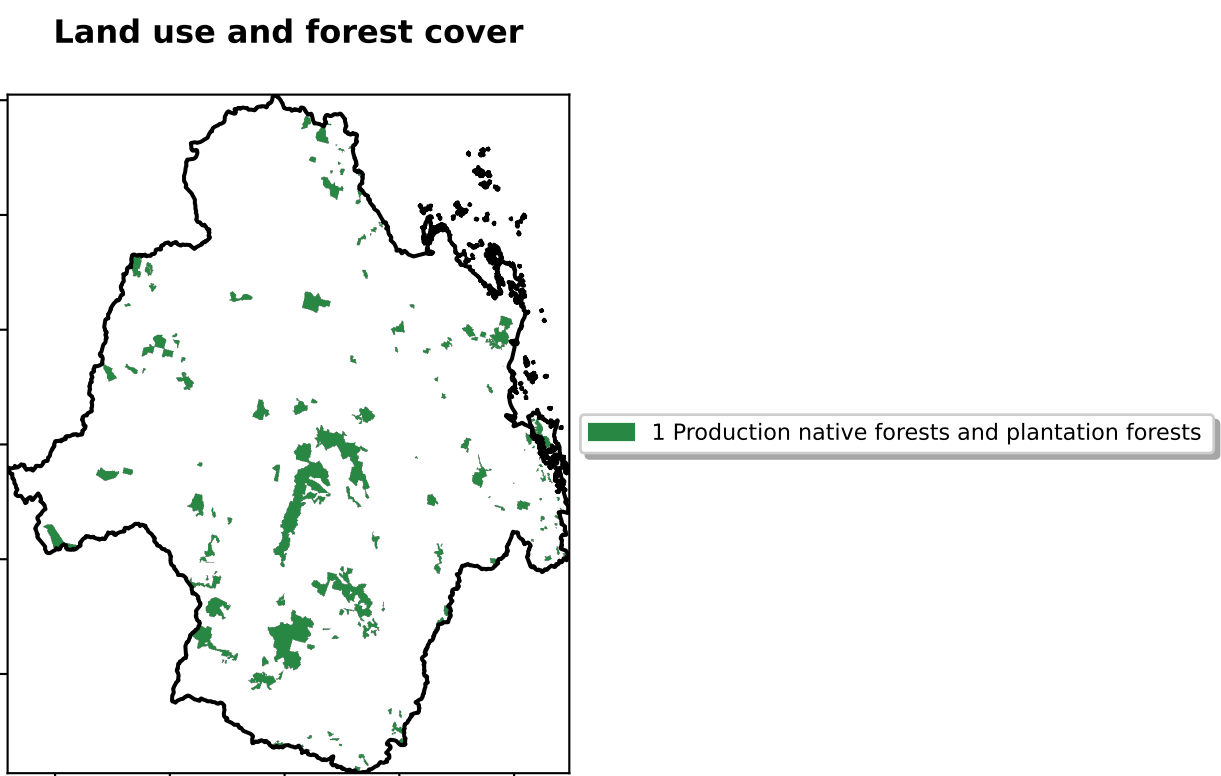 Land use and forest cover
1 Production native forests and plantation forests